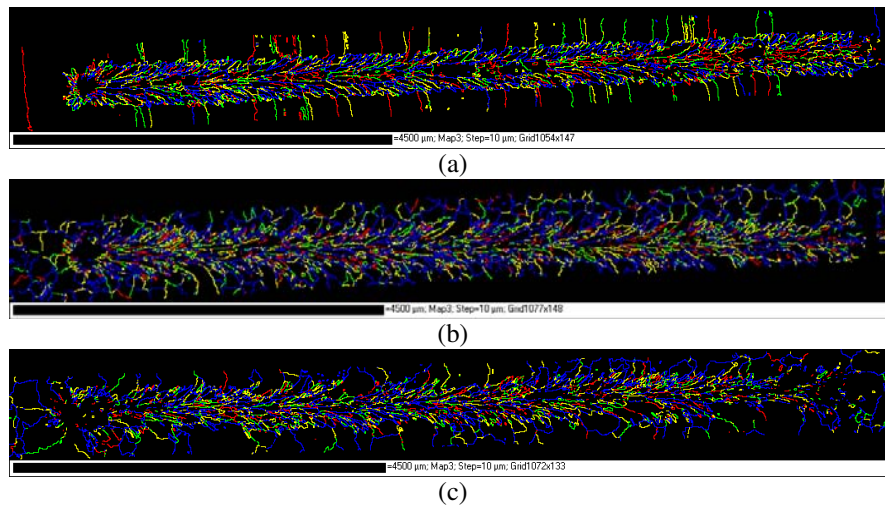 =4500 µm; Map3; Step=10 µm; Grid1054x147
(a)
=4500 µm; Map3; Step=10 µm; Grid1077x148
(b)
=4500 µm; Map3; Step=10 µm; Grid1072x133
(c)